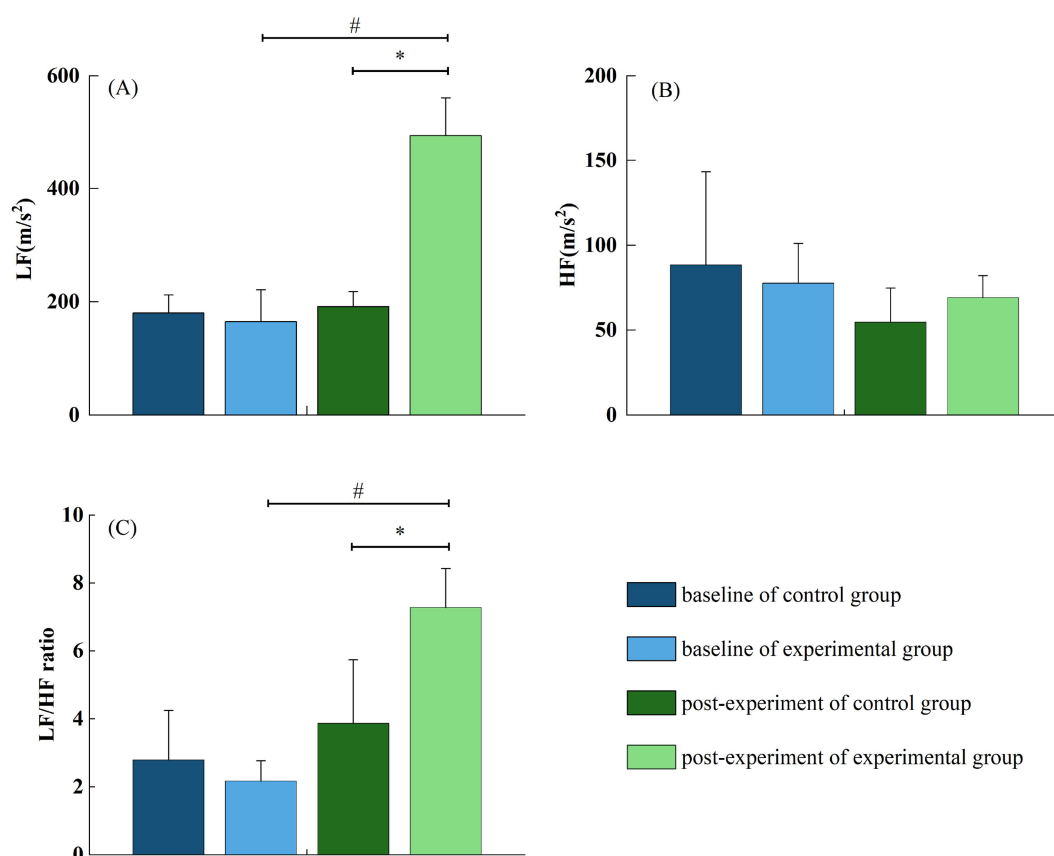 #
*
(A)
600
400
200
0
LF(m/s²)
(B)
200
150
100
50
0
HF(m/s²)
#
*
(C)
10
8
6
4
2
0
LF/HF ratio
baseline of control group
baseline of experimental group
post-experiment of control group
post-experiment of experimental group